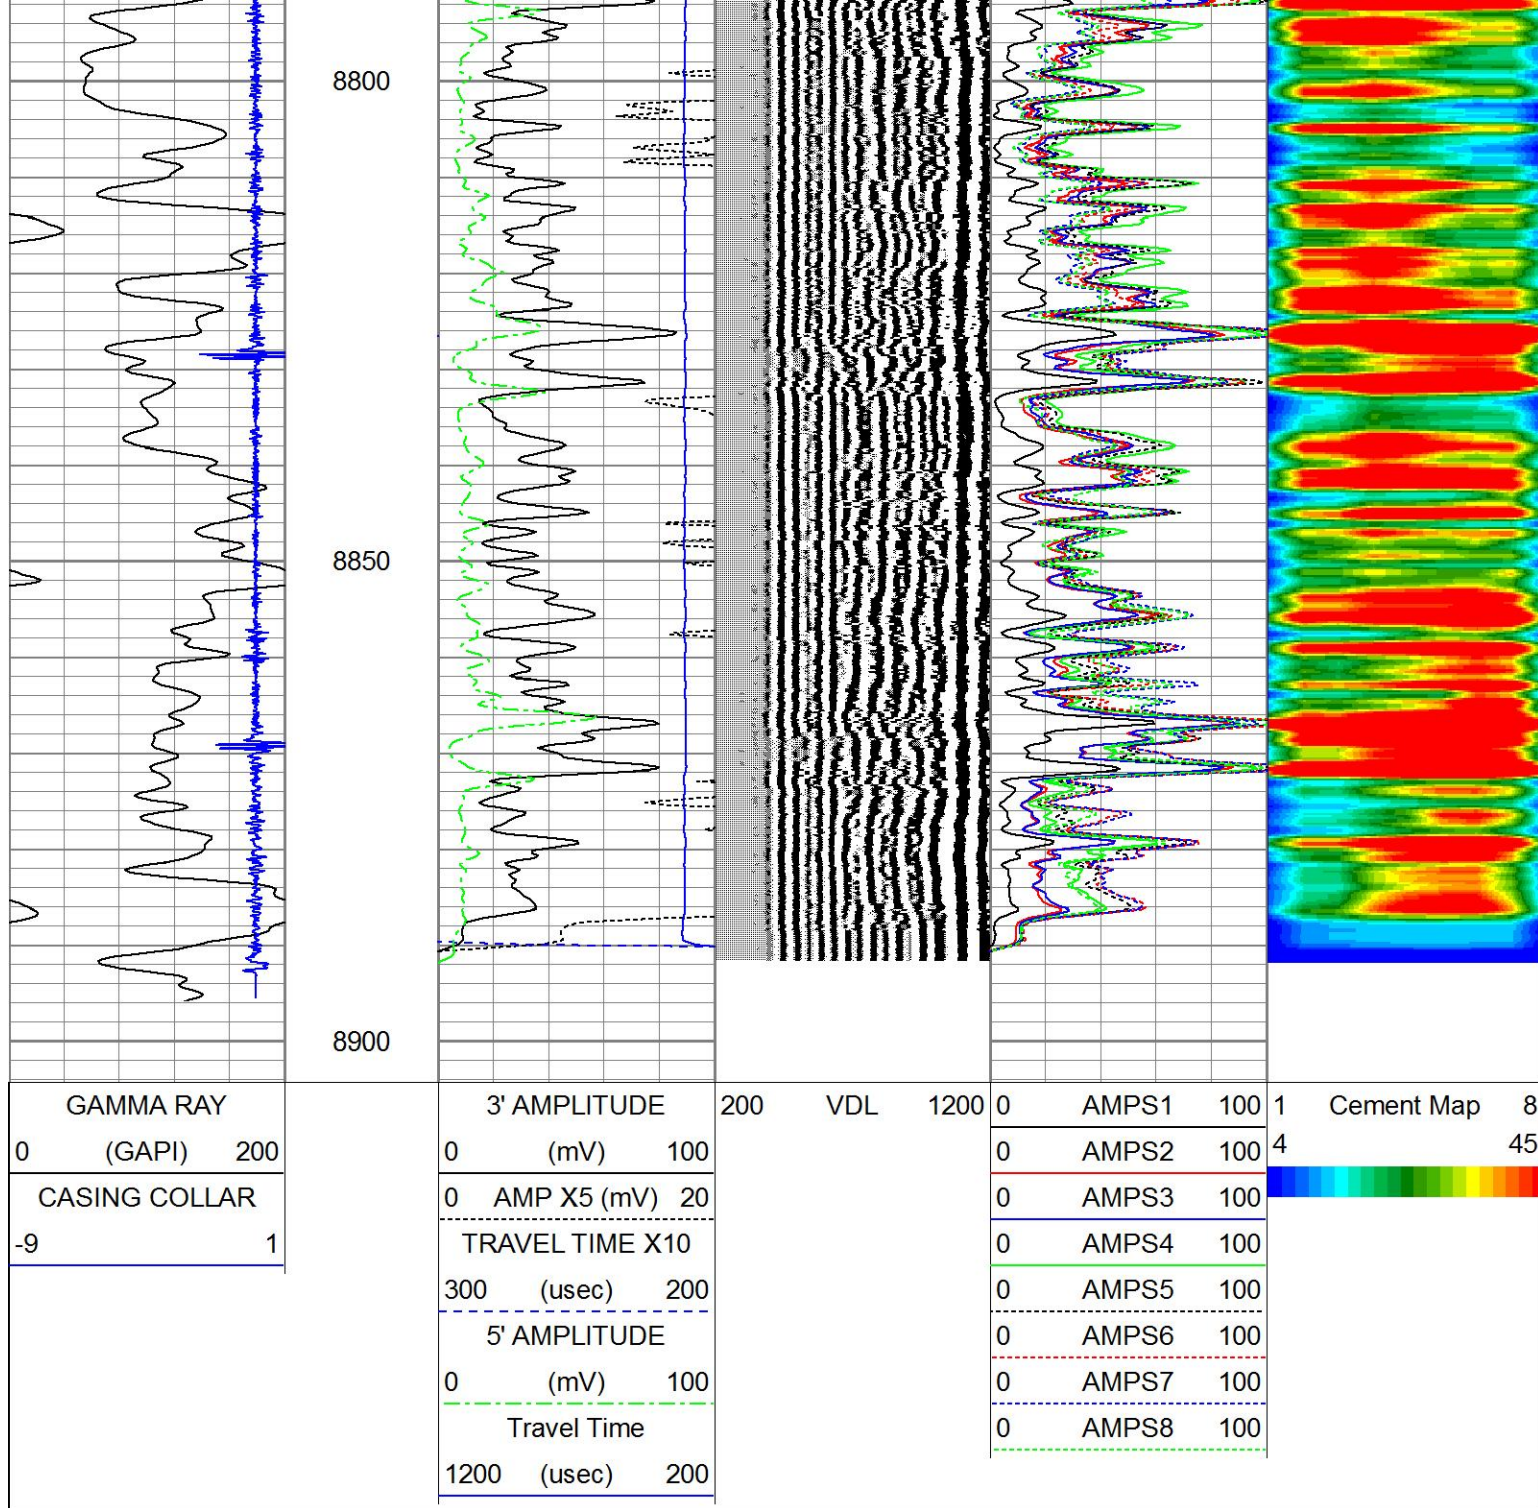 8800
8850
8900
GAMMA RAY
0 (GAPI) 200
CASING COLLAR
-9 1
3' AMPLITUDE
0 (mV) 100
0 AMP X5 (mV) 20
TRAVEL TIME X10
300 (usec) 200
5' AMPLITUDE
0 (mV) 100
Travel Time
1200 (usec) 200
200 VDL 1200
0 AMPS1 100
0 AMPS2 100
0 AMPS3 100
0 AMPS4 100
0 AMPS5 100
0 AMPS6 100
0 AMPS7 100
0 AMPS8 100
1 Cement Map 8
4 45